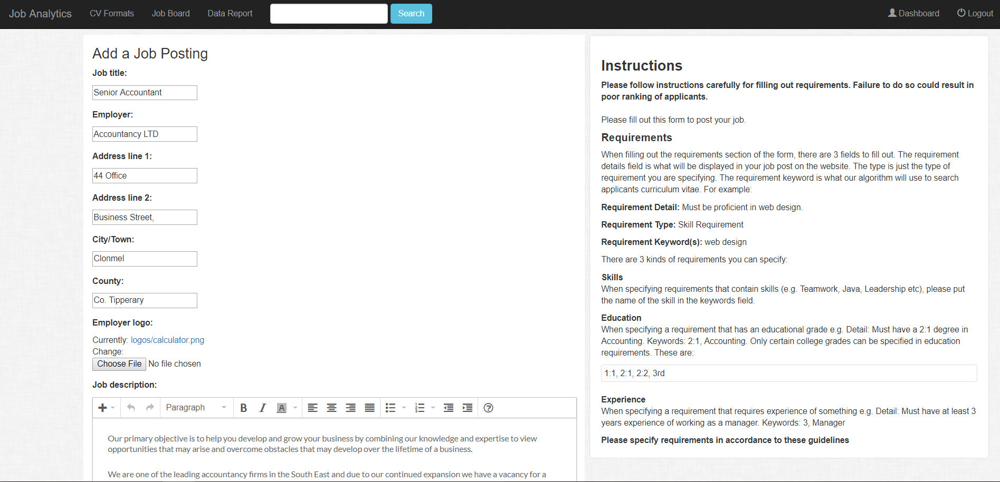 Job Analytics CV Formats Job Board Data Report Search Dashboard Logout
Add a Job Posting
Job title:
Senior Accountant
Employer:
Accountancy LTD
Address line 1:
44 Office
Address line 2:
Business Street,
City/Town:
Clonmel
County:
Co. Tipperary
Employer logo:
Currently: logos/calculator.png
Change:
Choose File No file chosen
Job description:
Paragraph B I A
Our primary objective is to help you develop and grow your business by combining our knowledge and expertise to view
opportunities that may arise and overcome obstacles that may develop over the lifetime of a business.
We are one of the leading accountancy firms in the South East and due to our continued expansion we have a vacancy for a
Instructions
Please follow instructions carefully for filling out requirements. Failure to do so could result in
poor ranking of applicants.
Please fill out this form to post your job.
Requirements
When filling out the requirements section of the form, there are 3 fields to fill out. The requirement
details field is what will be displayed in your job post on the website. The type is just the type of
requirement you are specifying. The requirement keyword is what our algorithm will use to search
applicants curriculum vitae. For example:
Requirement Detail: Must be proficient in web design.
Requirement Type: Skill Requirement
Requirement Keyword(s): web design
There are 3 kinds of requirements you can specify:
Skills
When specifying requirements that contain skills (e.g. Teamwork, Java, Leadership etc), please put
the name of the skill in the keywords field.
Education
When specifying a requirement that has an educational grade e.g. Detail: Must have a 2:1 degree in
Accounting. Keywords: 2:1, Accounting. Only certain college grades can be specified in education
requirements. These are:
1:1, 2:1, 2:2, 3rd
Experience
When specifying a requirement that requires experience of something e.g. Detail: Must have at least 3
years experience of working as a manager. Keywords: 3, Manager
Please specify requirements in accordance to these guidelines